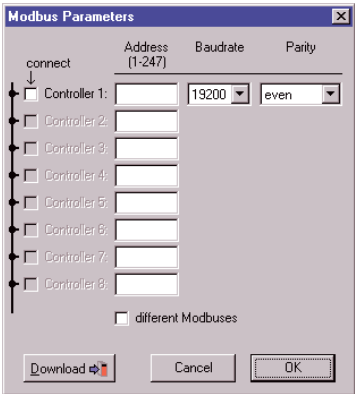 Modbus Parameters
Address Baudrate Parity
connect (1-247)
Controller 1: 19200 even
Controller 2:
Controller 3:
Controller 4:
Controller 5:
Controller 6:
Controller 7:
Controller 8:
different Modbuses
Download Cancel OK